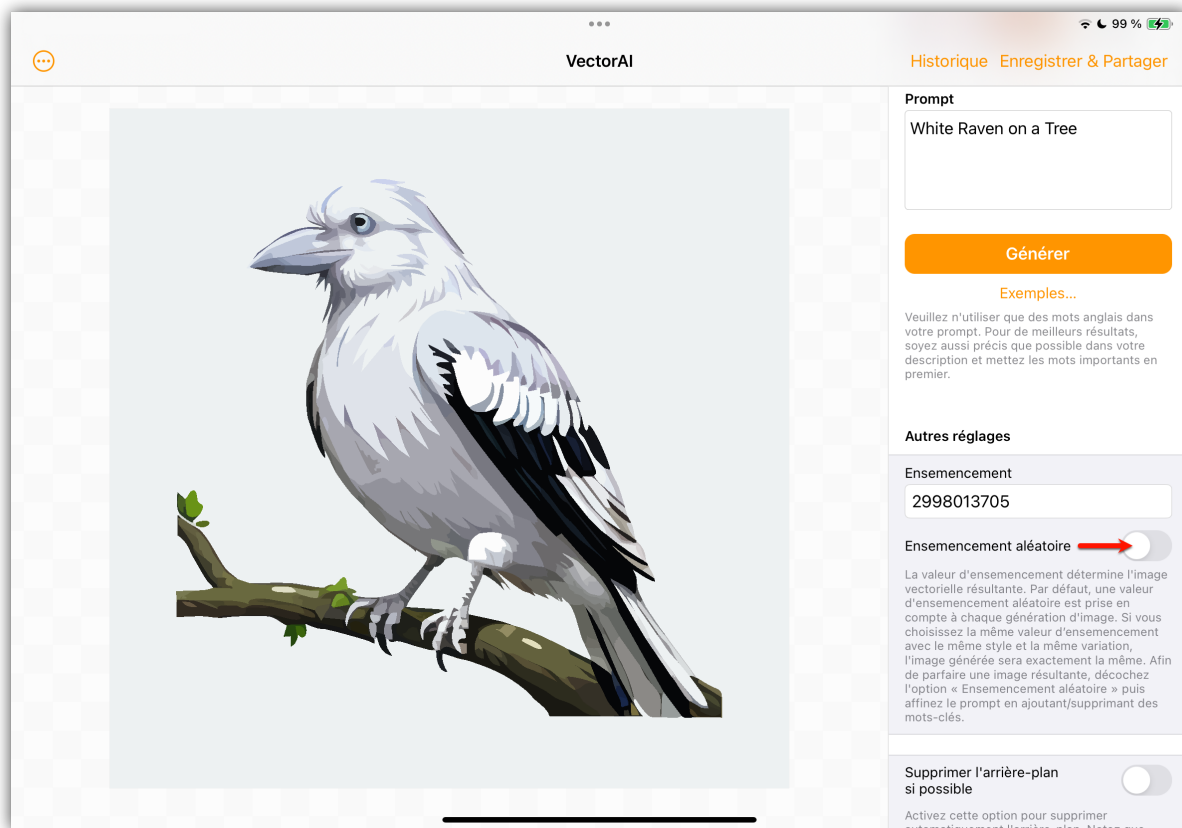 99 %
VectorAI
Historique Enregistrer & Partager
Prompt
White Raven on a Tree
Générer
Exemples...
Veuillez n'utiliser que des mots anglais dans
votre prompt. Pour de meilleurs résultats,
soyez aussi précis que possible dans votre
description et mettez les mots importants en
premier.
Autres réglages
Ensemencement
2998013705
Ensemencement aléatoire
La valeur d'ensemencement détermine l'image
vectorielle résultante. Par défaut, une valeur
d'ensemencement aléatoire est prise en
compte à chaque génération d'image. Si vous
choisissez la même valeur d'ensemencement
avec le même style et la même variation,
l'image générée sera exactement la même. Afin
de parfaire une image résultante, décochez
l'option « Ensemencement aléatoire » puis
affinez le prompt en ajoutant/supprimant des
mots-clés.
Supprimer l'arrière-plan
si possible
Activez cette option pour supprimer
automatiquement l'arrière-plan. Notez que